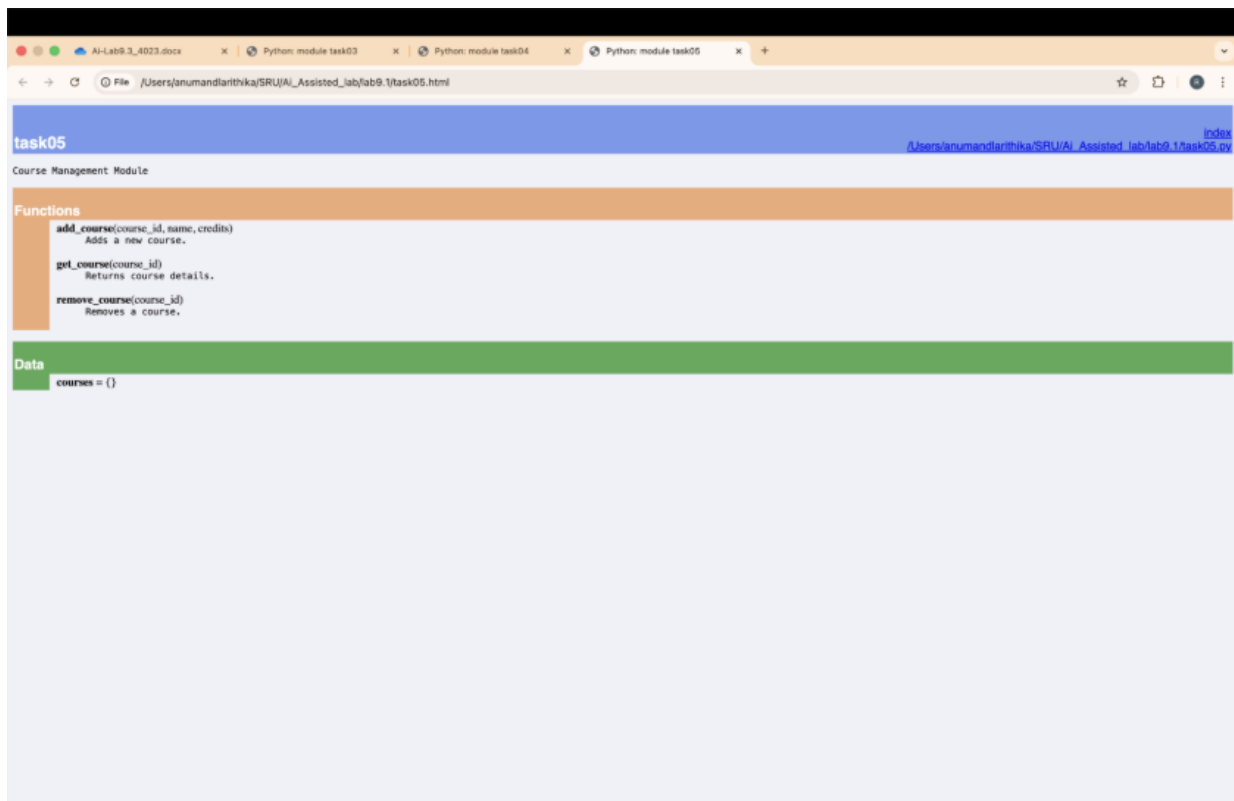 Ai-Lab9.3_4023.docx
Python: module task03
Python: module task04
Python: module task05
File /Users/anumandlarithika/SRU/Ai_Assisted_lab/lab9.1/task05.html
index
task05
/Users/anumandlarithika/SRU/Ai_Assisted_lab/lab9.1/task05.py
Course Management Module
Functions
add_course(course_id, name, credits)
Adds a new course.
get_course(course_id)
Returns course details.
remove_course(course_id)
Removes a course.
Data
courses = {}